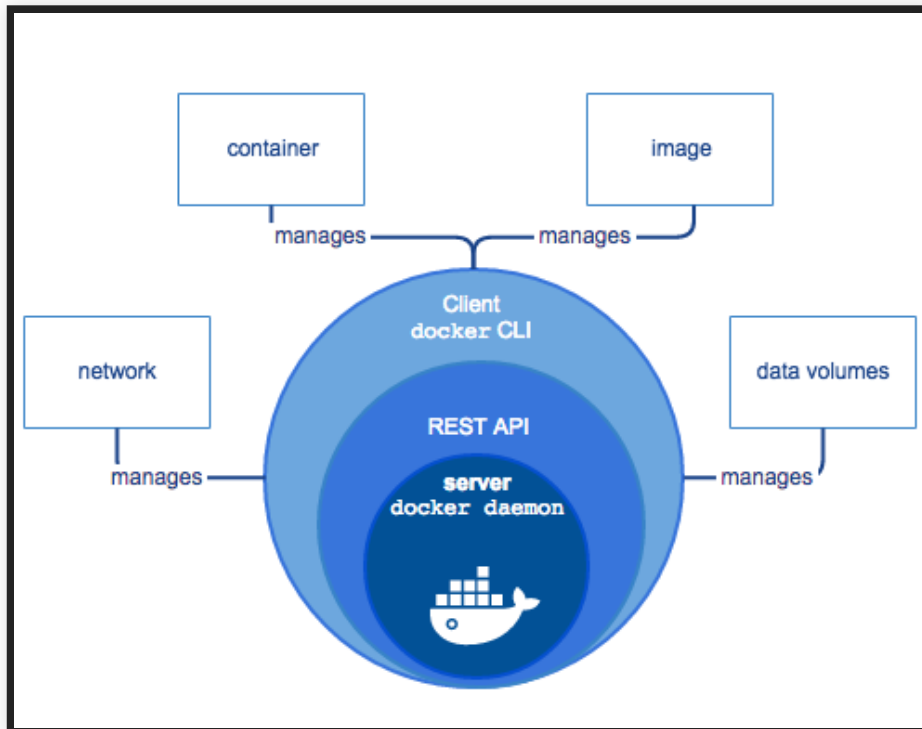 container
image
manages
manages
Client
docker CLI
network
data volumes
REST API
manages
server
docker daemon
manages